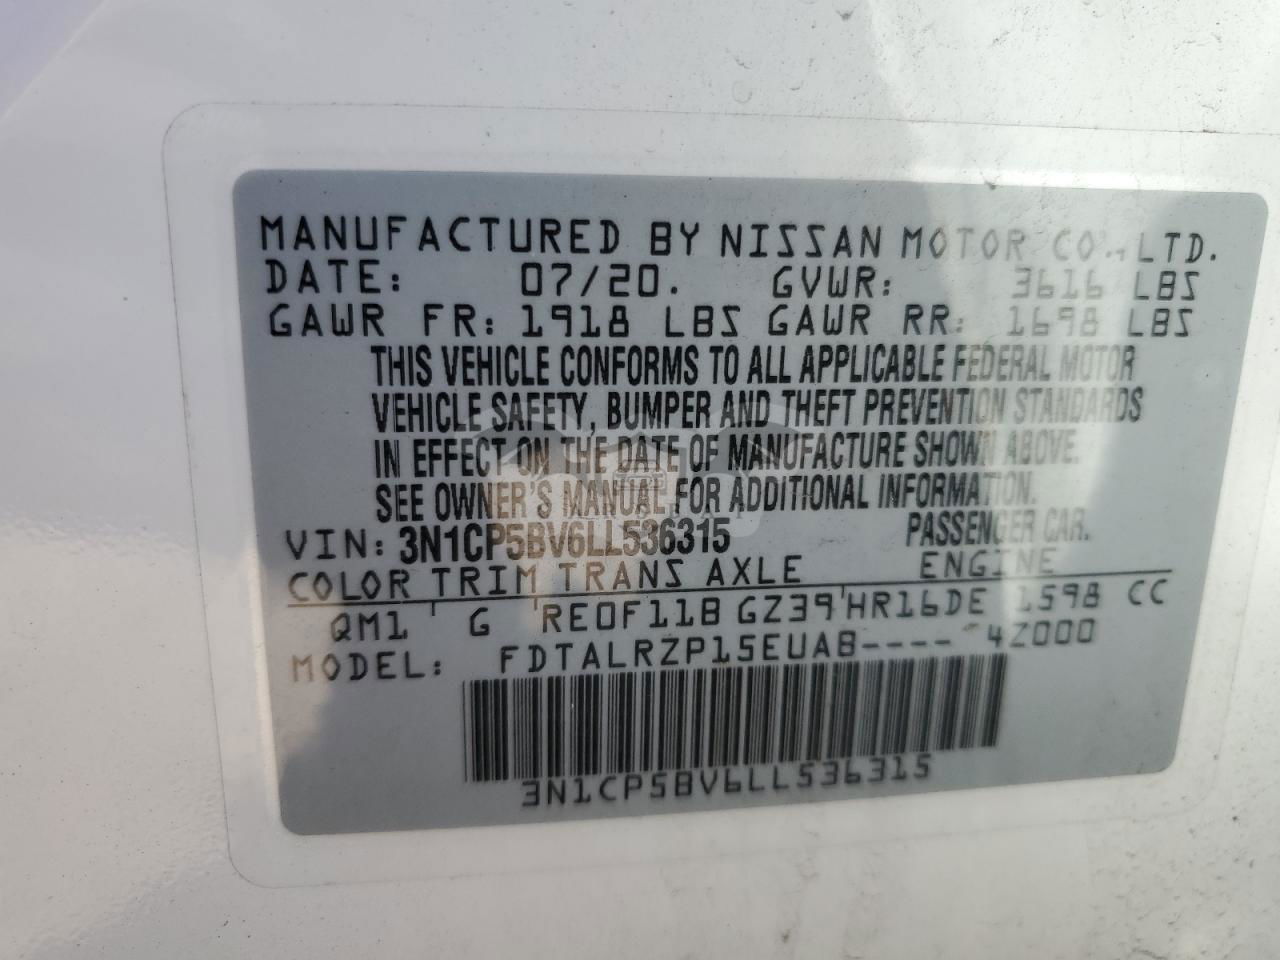 MANUFACTURED BY NISSAN MOTOR CO., LTD.
DATE: 07/20. GVWR: 3616 LBS
GAWR FR: 1918 LBS GAWR RR: 1698 LBS
THIS VEHICLE CONFORMS TO ALL APPLICABLE FEDERAL MOTOR
VEHICLE SAFETY, BUMPER AND THEFT PREVENTION STANDARDS
IN EFFECT ON THE DATE OF MANUFACTURE SHOWN ABOVE.
SEE OWNER'S MANUAL FOR ADDITIONAL INFORMATION.
VIN: 3N1CP5BV6LL536315 PASSENGER CAR.
COLOR TRIM TRANS AXLE ENGINE
QM1 ' G 'RE0F11B GZ39'HR16DE 1598 CC
MODEL: FDTALRZP15EUAB---- 4Z000
3N1CP5BV6LL536315